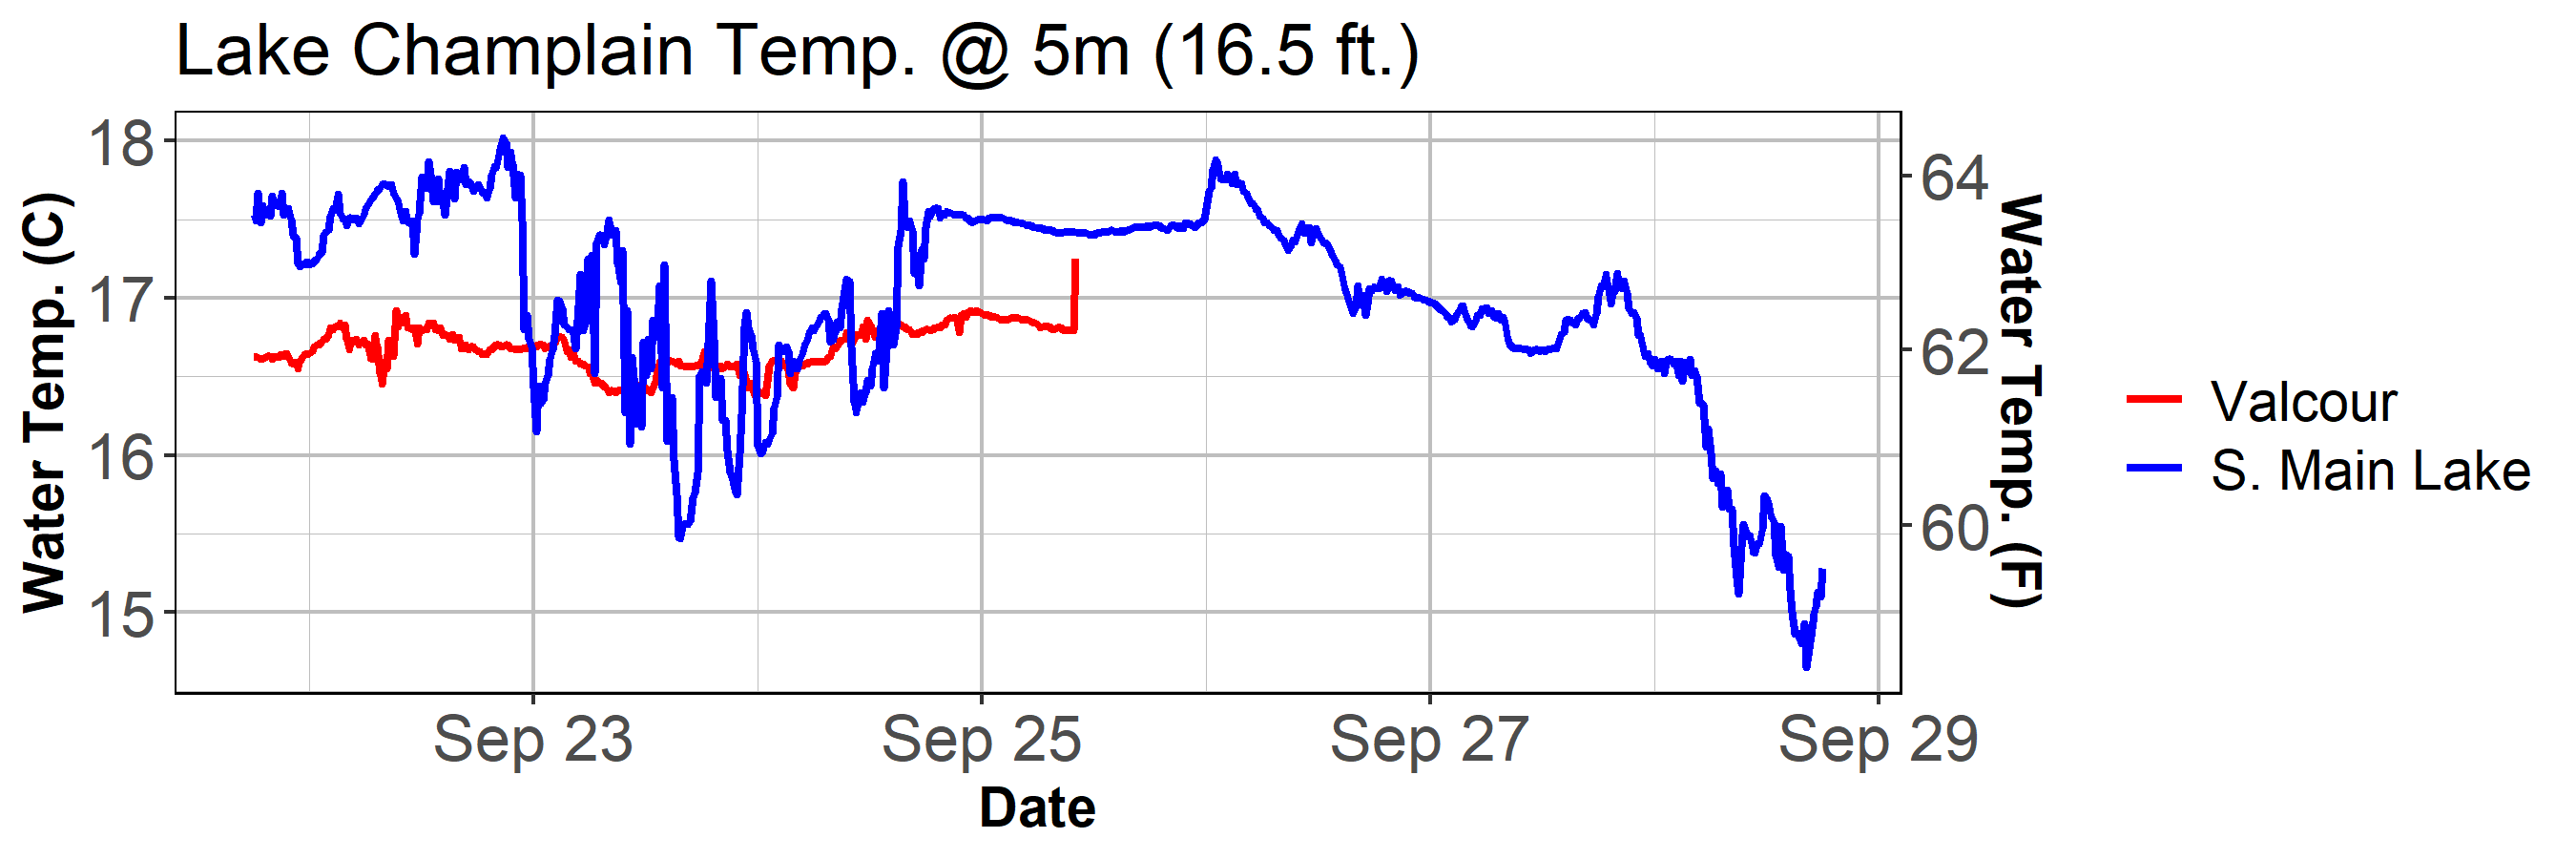 Lake Champlain Temp. @ 5m (16.5 ft.)
Water Temp. (C)
18
17
16
15
64
62
60
Water Temp. (F)
Sep 23
Sep 25
Sep 27
Sep 29
Date
Valcour
S. Main Lake